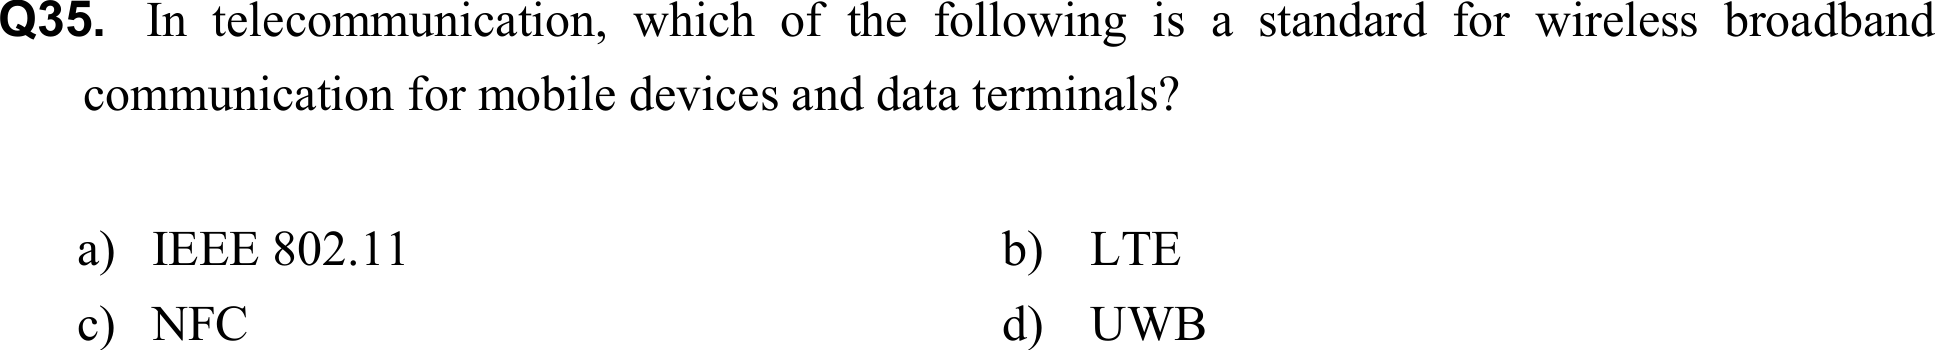 Q35. In telecommunication, which of the following is a standard for wireless broadband
communication for mobile devices and data terminals?
a) IEEE 802.11 b) LTE
c) NFC d) UWB